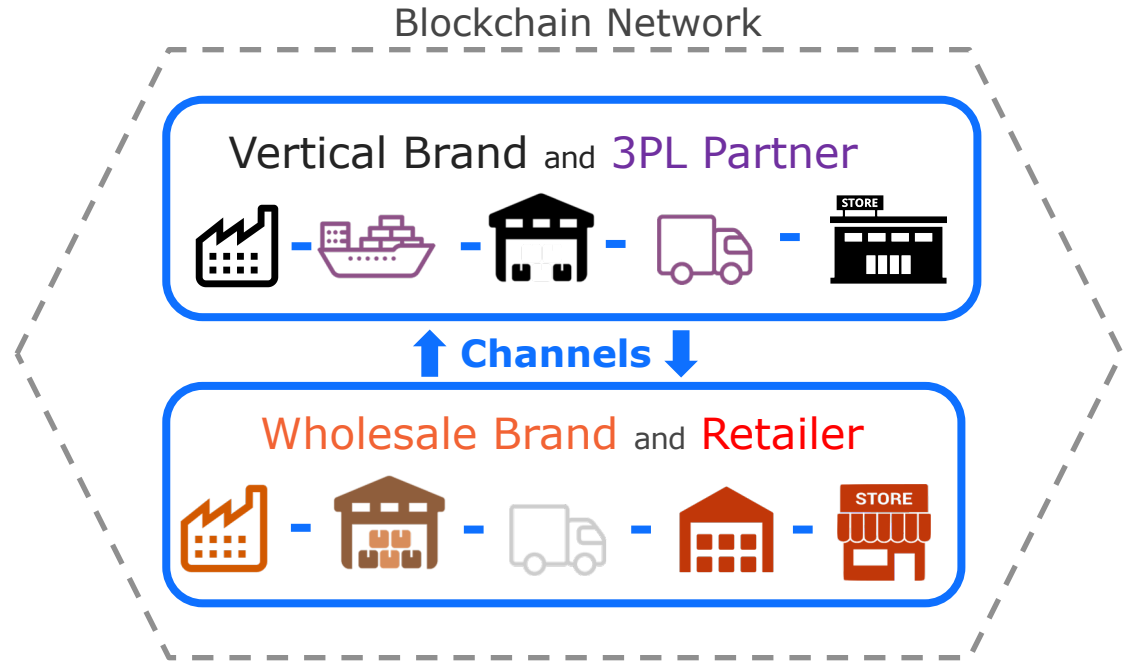 Blockchain Network
Vertical Brand and 3PL Partner
STORE
Channels
Wholesale Brand and Retailer
STORE